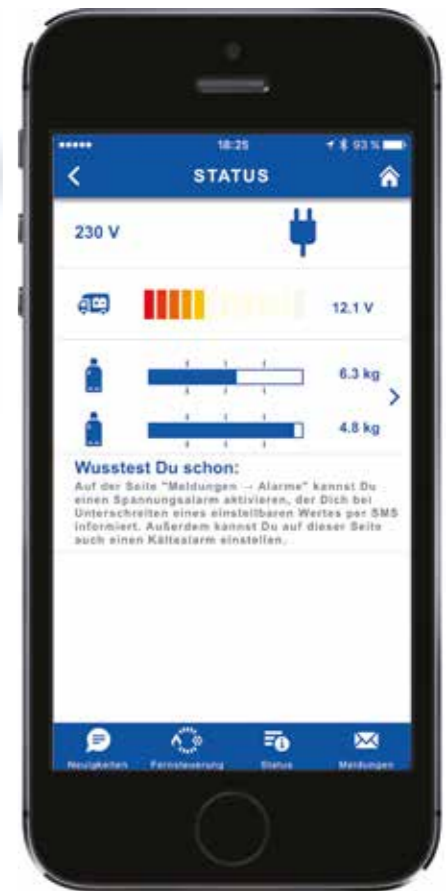 18:25 93 %
STATUS
230 V
12.1 V
6.3 kg
4.8 kg
Wusstest Du schon:
Auf der Seite "Meldungen → Alarme" kannst Du
einen Spannungsalarm aktivieren, der Dich bei
Unterschreiten eines einstellbaren Wertes per SMS
informiert. Außerdem kannst Du auf dieser Seite
auch einen Kältealarm einstellen.
Neuigkeiten Fernsteuerung Status Meldungen